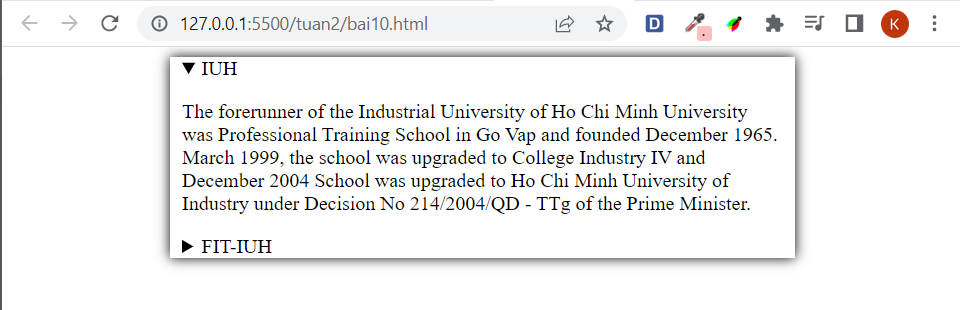 127.0.0.1:5500/tuan2/bai10.html
D
K
IUH
The forerunner of the Industrial University of Ho Chi Minh University
was Professional Training School in Go Vap and founded December 1965.
March 1999, the school was upgraded to College Industry IV and
December 2004 School was upgraded to Ho Chi Minh University of
Industry under Decision No 214/2004/QD - TTg of the Prime Minister.
FIT-IUH